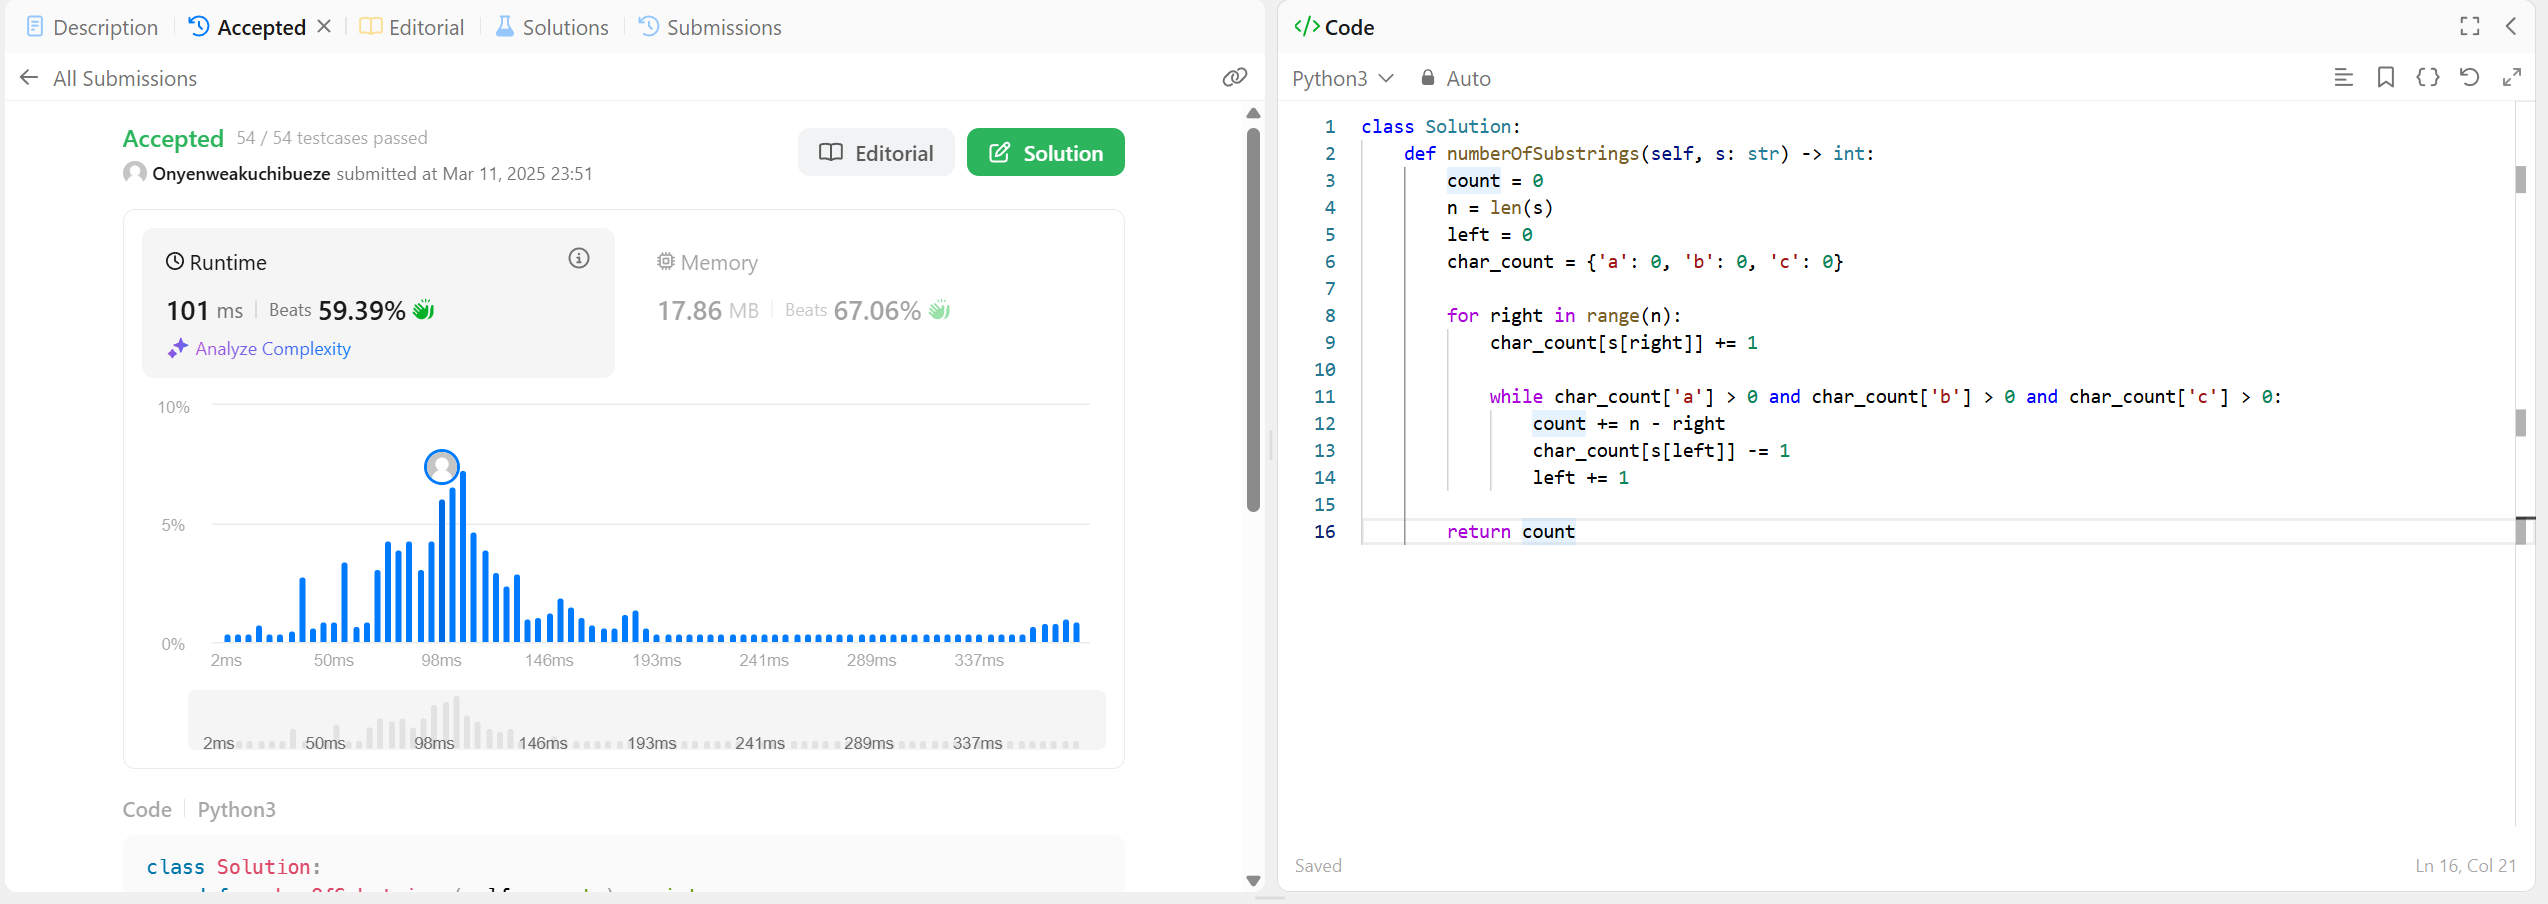 Description Accepted Editorial Solutions Submissions
All Submissions
Accepted 54 / 54 testcases passed
Onyenweakuchibueze submitted at Mar 11, 2025 23:51
Editorial Solution
Runtime
101 ms Beats 59.39%
Analyze Complexity
Memory
17.86 MB Beats 67.06%
10%
5%
0%
2ms 50ms 98ms 146ms 193ms 241ms 289ms 337ms
2ms 50ms 98ms 146ms 193ms 241ms 289ms 337ms
Code Python3
class Solution:
Code
Python3 Auto
1 class Solution:
2 def numberOfSubstrings(self, s: str) -> int:
3 count = 0
4 n = len(s)
5 left = 0
6 char_count = {'a': 0, 'b': 0, 'c': 0}
7
8 for right in range(n):
9 char_count[s[right]] += 1
10
11 while char_count['a'] > 0 and char_count['b'] > 0 and char_count['c'] > 0:
12 count += n - right
13 char_count[s[left]] -= 1
14 left += 1
15
16 return count
Saved
Ln 16, Col 21